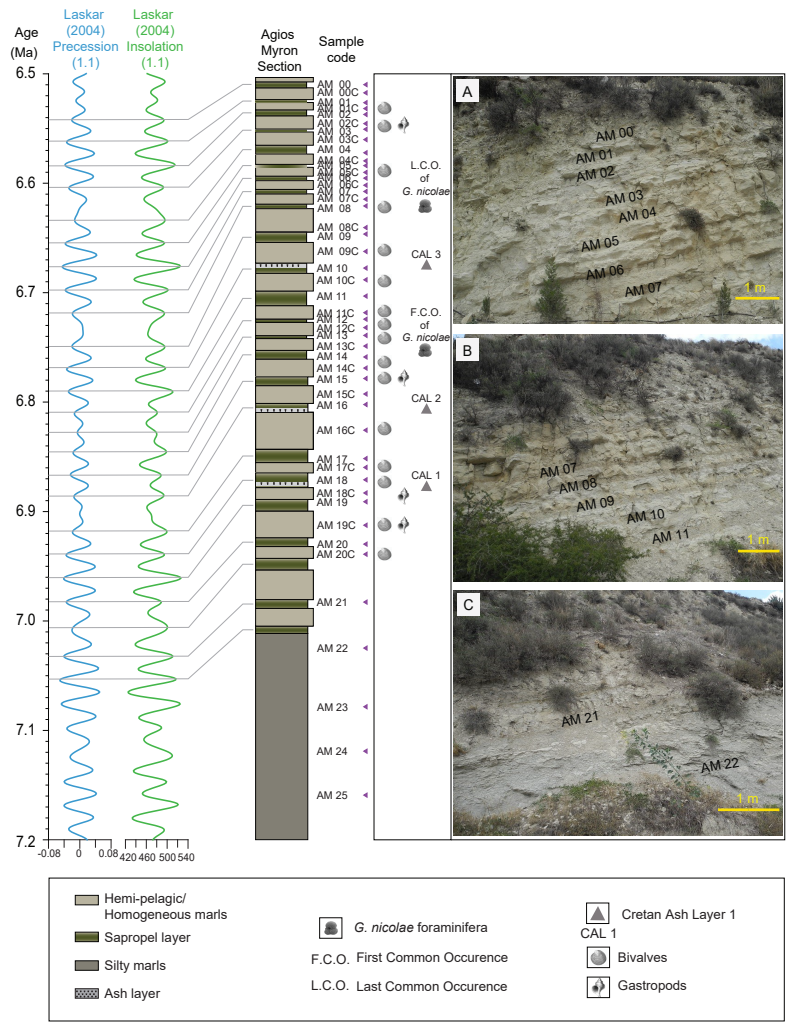 Age
(Ma)
Laskar
(2004)
Precession
(1.1)
Laskar
(2004)
Insolation
(1.1)
Agios
Myron
Section
Sample
code
6.5
6.6
6.7
6.8
6.9
7.0
7.1
7.2
-0.08 0 0.08
420 460 500 540
AM 00
AM 00C
AM 01
AM 01C
AM 02
AM 02C
AM 03
AM 03C
AM 04
AM 04C
AM 05
AM 05C
AM 06
AM 06C
AM 07
AM 07C
AM 08
AM 08C
AM 09
AM 09C
AM 10
AM 10C
AM 11
AM 11C
AM 12
AM 12C
AM 13
AM 13C
AM 14
AM 14C
AM 15
AM 15C
AM 16
AM 16C
AM 17
AM 17C
AM 18
AM 18C
AM 19
AM 19C
AM 20
AM 20C
AM 21
AM 22
AM 23
AM 24
AM 25
L.C.O.
of
G. nicolae
CAL 3
F.C.O.
of
G. nicolae
CAL 2
CAL 1
A
AM 00
AM 01
AM 02
AM 03
AM 04
AM 05
AM 06
AM 07
1 m
B
AM 07
AM 08
AM 09
AM 10
AM 11
1 m
C
AM 21
AM 22
1 m
Hemi-pelagic/
Homogeneous marls
Sapropel layer
Silty marls
Ash layer
G. nicolae foraminifera
F.C.O. First Common Occurence
L.C.O. Last Common Occurence
Cretan Ash Layer 1
CAL 1
Bivalves
Gastropods